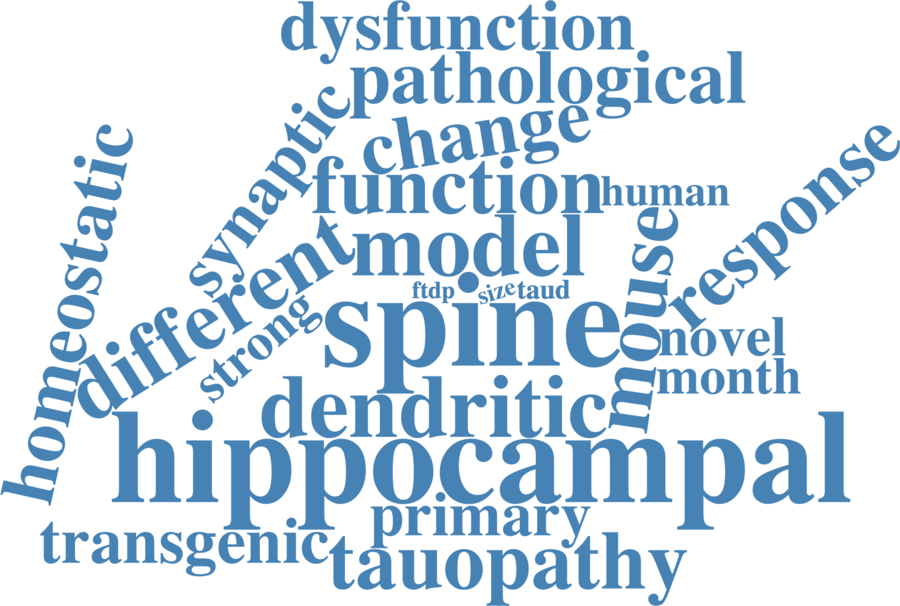 dysfunction
pathological
synaptic
change
homeostatic
function
human
response
different
model
mouse
ftdp
size
taud
strong
spine
novel
month
dendritic
hippocampal
primary
transgenic
tauopathy